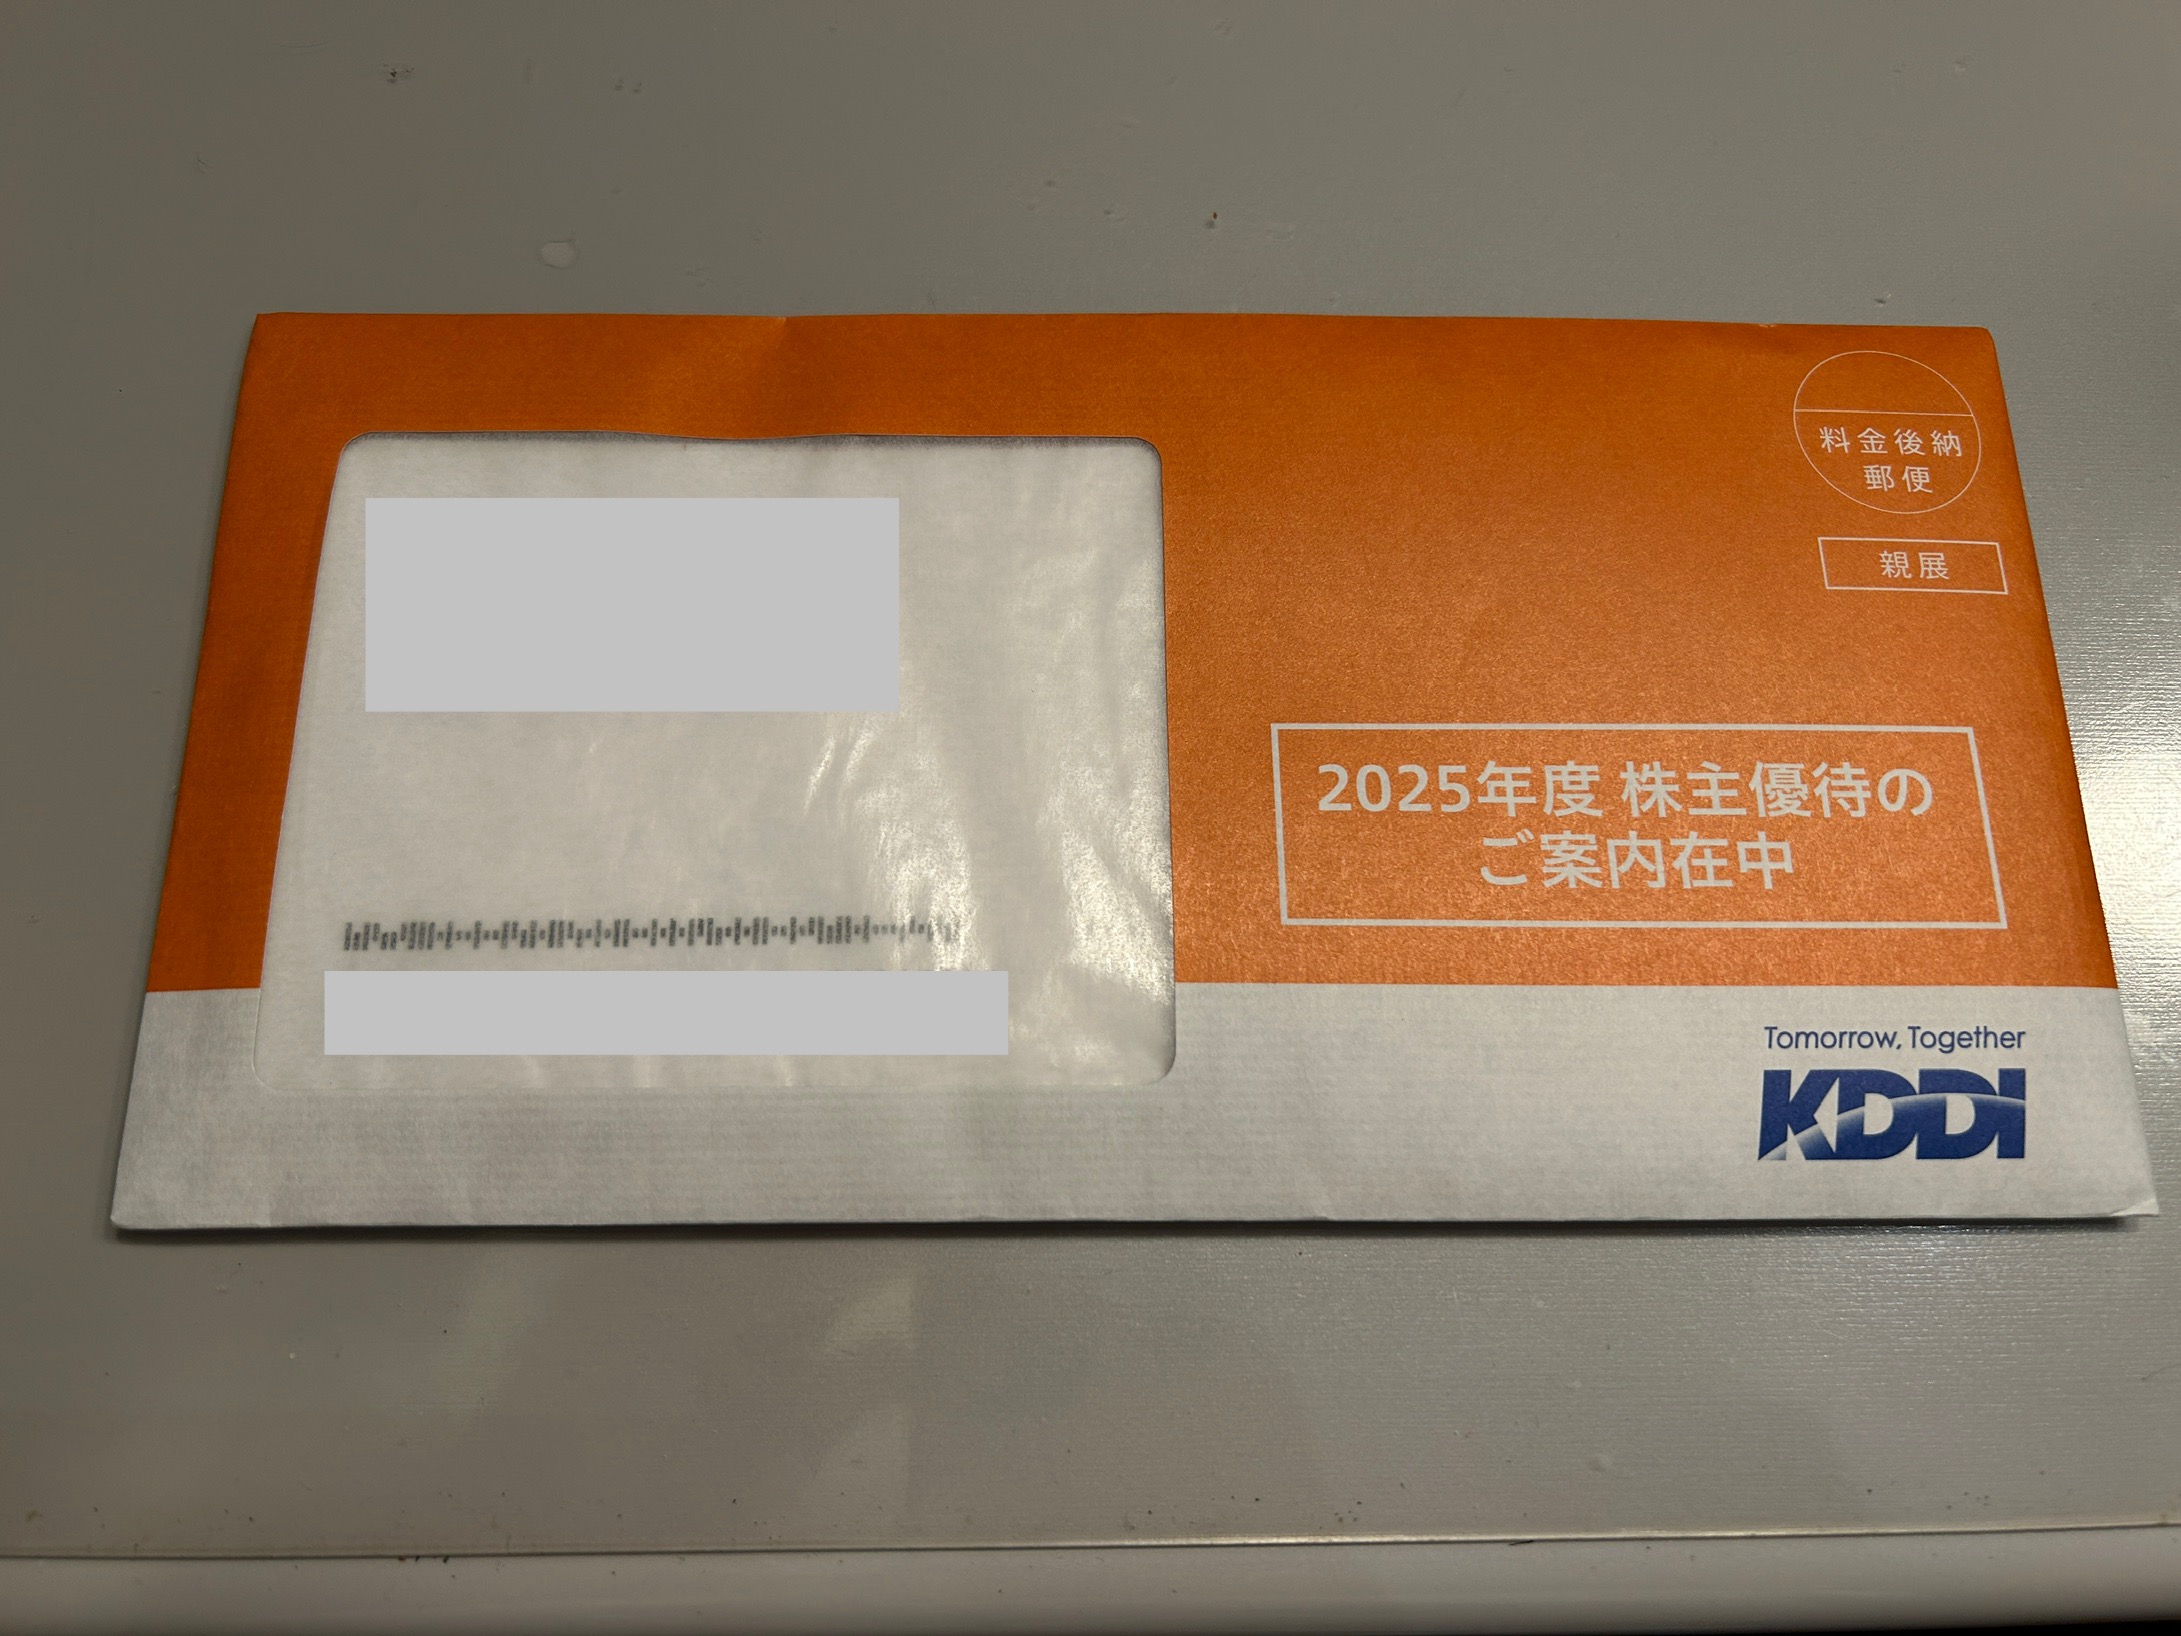 料金後納
郵便
親展
2025年度 株主優待の
ご案内在中
Tomorrow, Together
KDDI